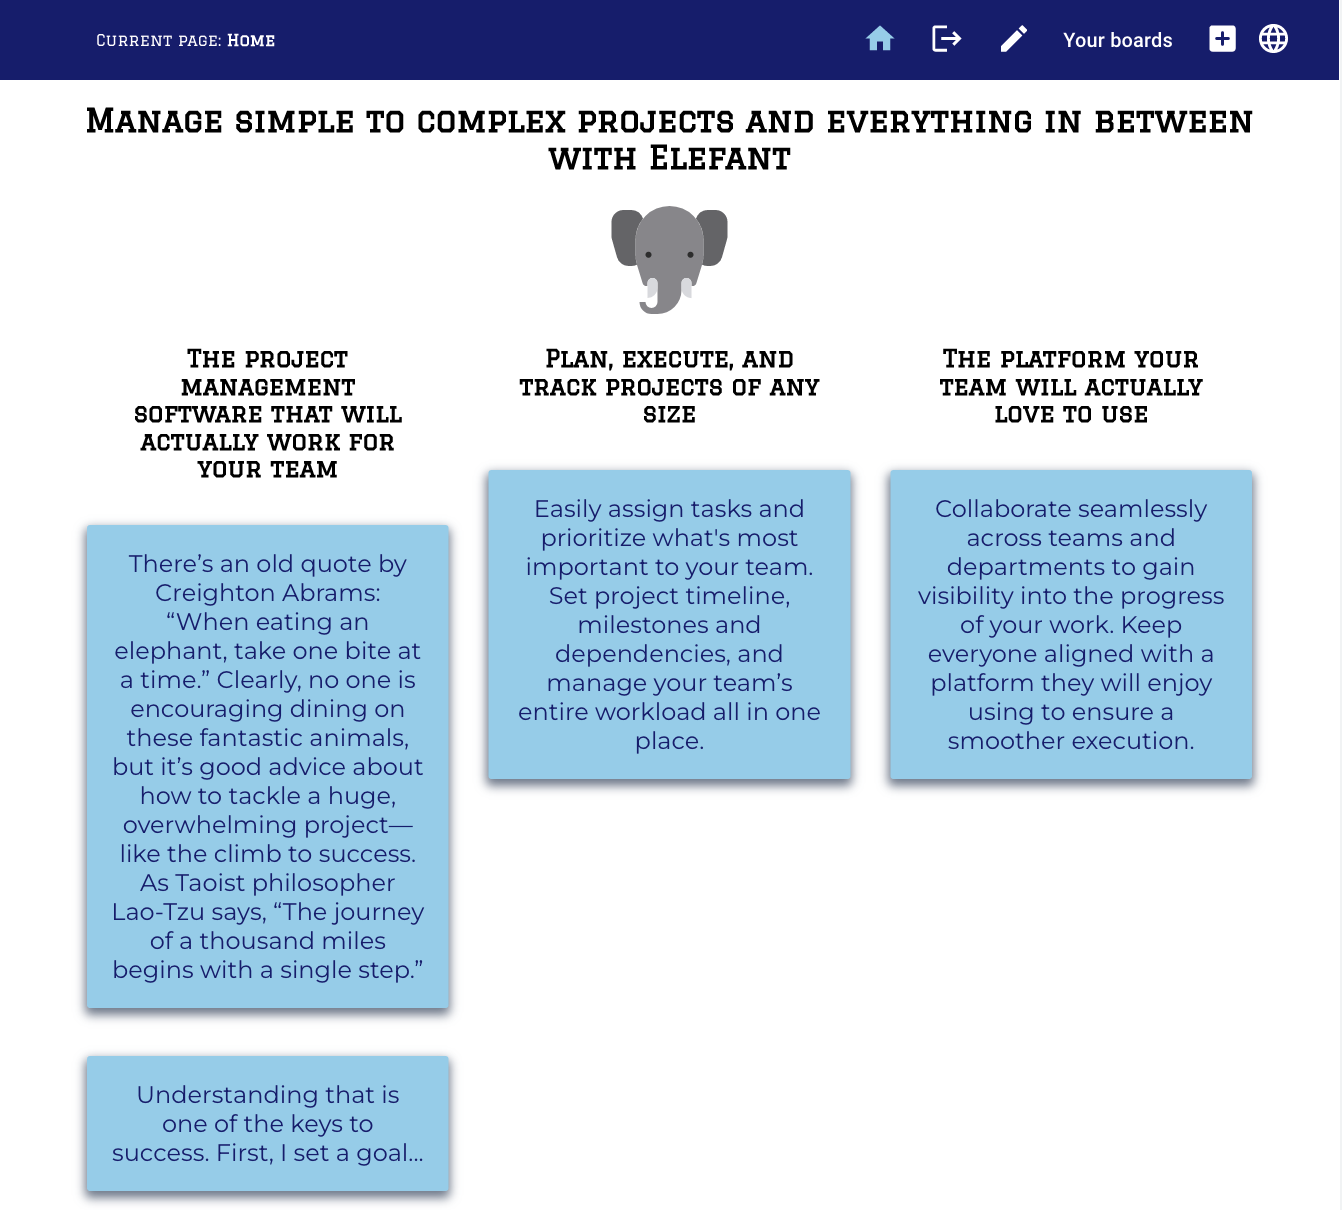 Current page: Home
Your boards
Manage simple to complex projects and everything in between
with Elefant
The project
management
software that will
actually work for
your team
There’s an old quote by
Creighton Abrams:
“When eating an
elephant, take one bite at
a time.” Clearly, no one is
encouraging dining on
these fantastic animals,
but it’s good advice about
how to tackle a huge,
overwhelming project—
like the climb to success.
As Taoist philosopher
Lao-Tzu says, “The journey
of a thousand miles
begins with a single step.”
Understanding that is
one of the keys to
success. First, I set a goal...
Plan, execute, and
track projects of any
size
Easily assign tasks and
prioritize what's most
important to your team.
Set project timeline,
milestones and
dependencies, and
manage your team’s
entire workload all in one
place.
The platform your
team will actually
love to use
Collaborate seamlessly
across teams and
departments to gain
visibility into the progress
of your work. Keep
everyone aligned with a
platform they will enjoy
using to ensure a
smoother execution.